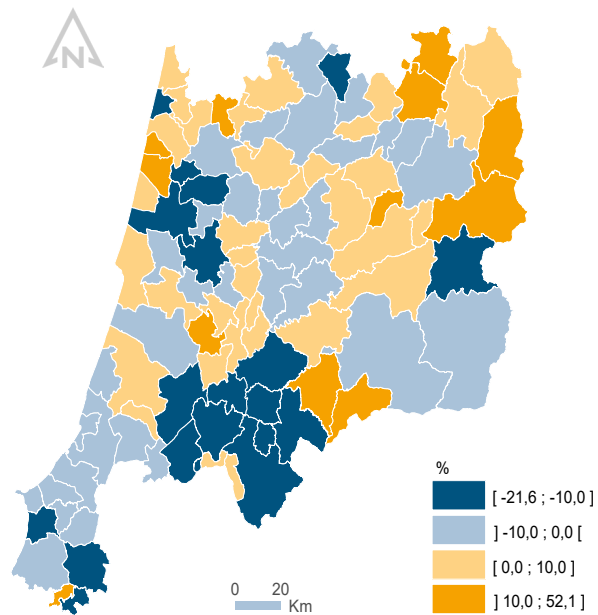 N
%
[ -21,6 ; -10,0 ]
] -10,0 ; 0,0 [
[ 0,0 ; 10,0 ]
] 10,0 ; 52,1 ]
0 20
Km